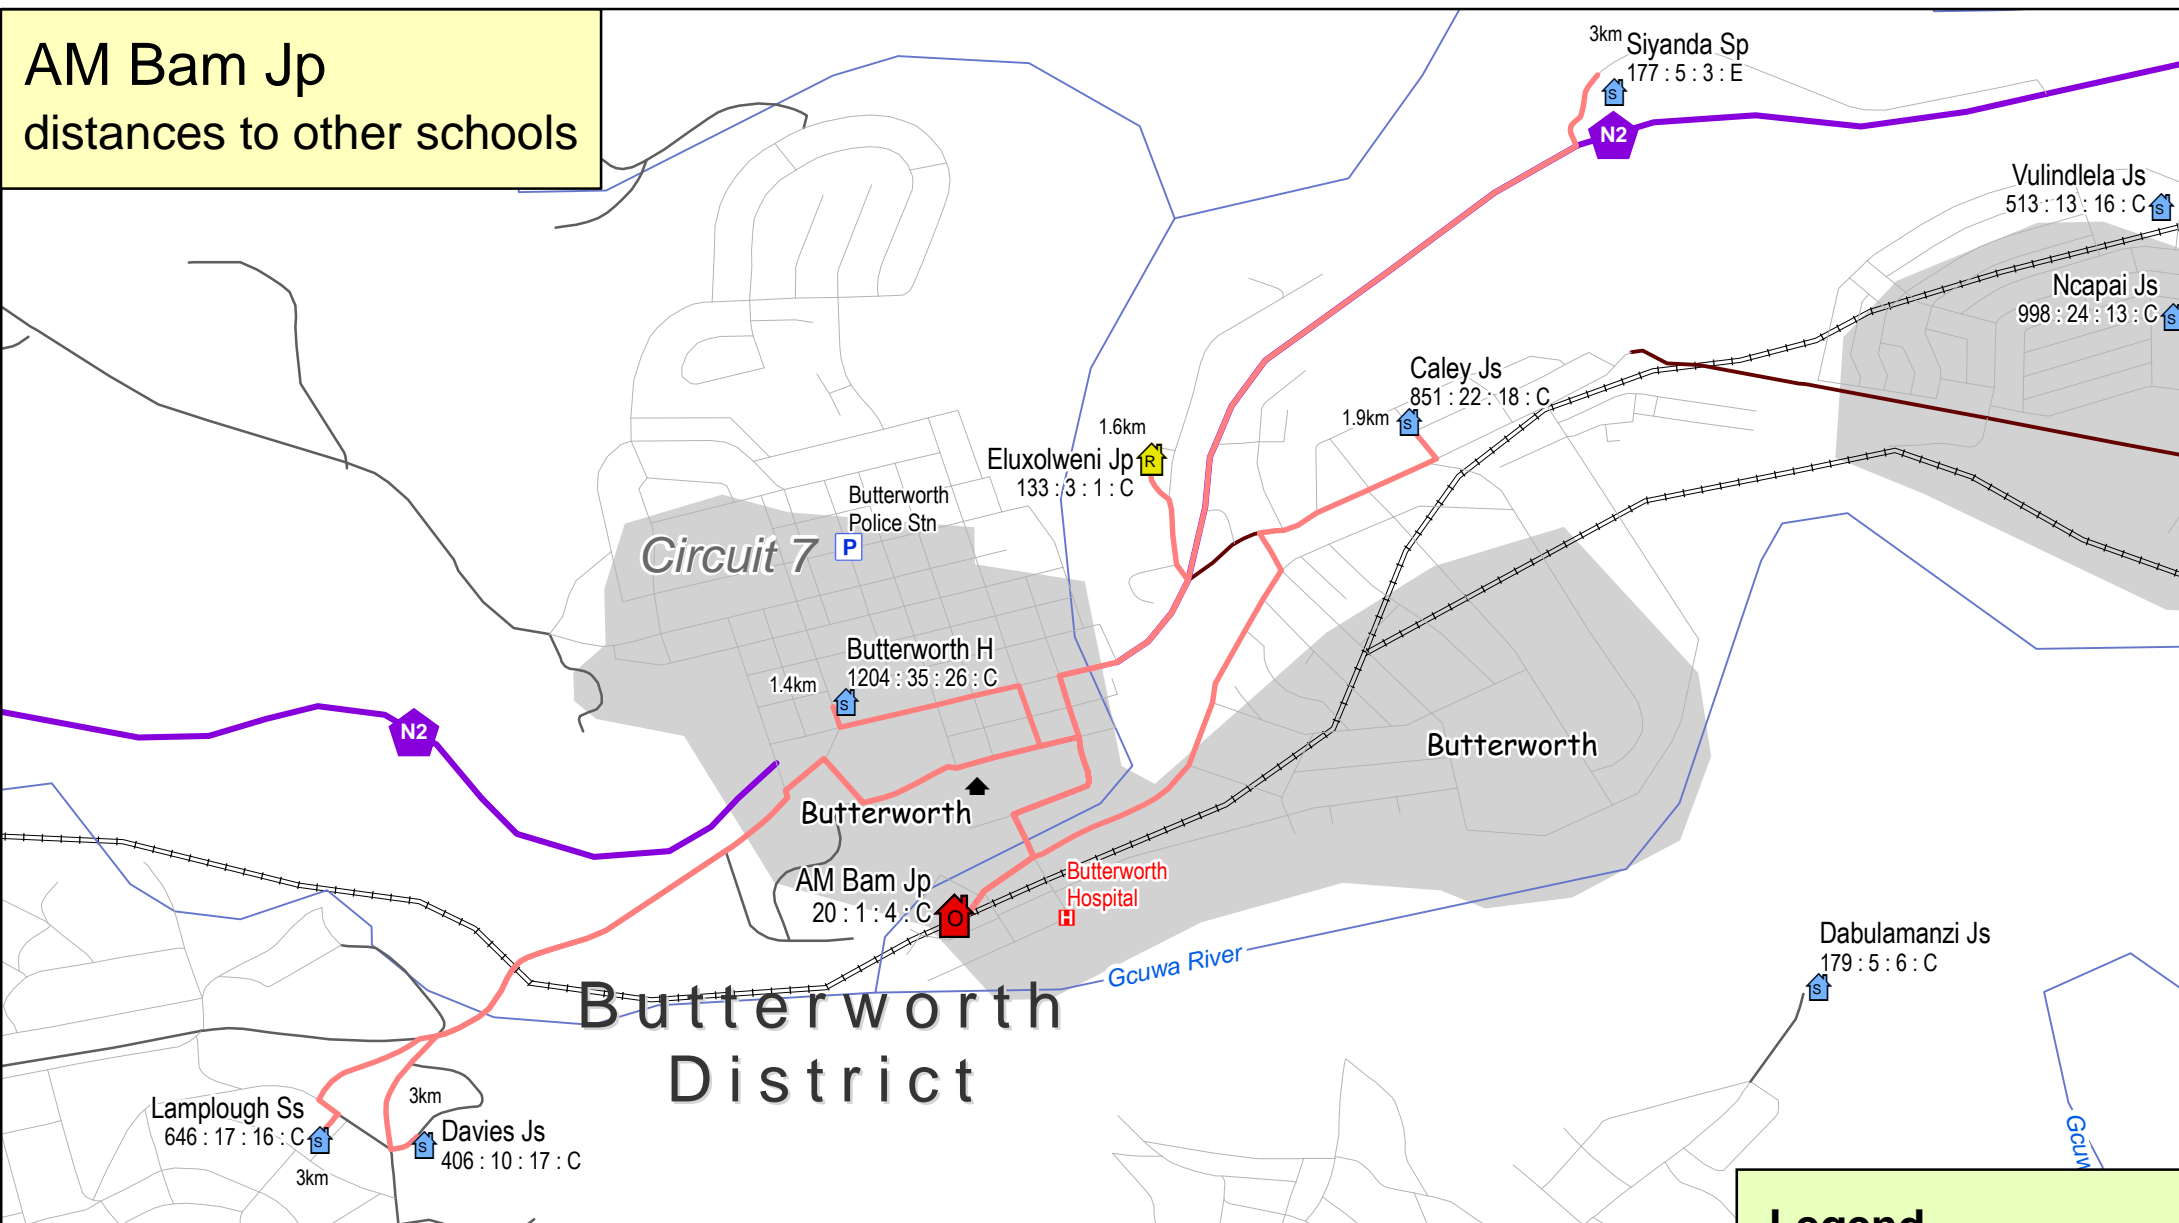 AM Bam Jp
distances to other schools
3km
Siyanda Sp
177 : 5 : 3 : E
N2
Vulindlela Js
513 : 13 : 16 : C
S
S
Ncapai Js
998 : 24 : 13 : C
S
Caley Js
851 : 22 : 18 : C
1.9km
S
1.6km
Eluxolweni Jp
133 : 3 : 1 : C
R
Butterworth
Police Stn
P
Circuit 7
Butterworth H
1204 : 35 : 26 : C
1.4km
S
N2
Butterworth
Butterworth
AM Bam Jp
20 : 1 : 4 : C
O
Butterworth
Hospital
H
Gcuwa River
Dabulamanzi Js
179 : 5 : 6 : C
S
Butterworth
District
3km
Lamplough Ss
646 : 17 : 16 : C
S
3km
Davies Js
406 : 10 : 17 : C
S